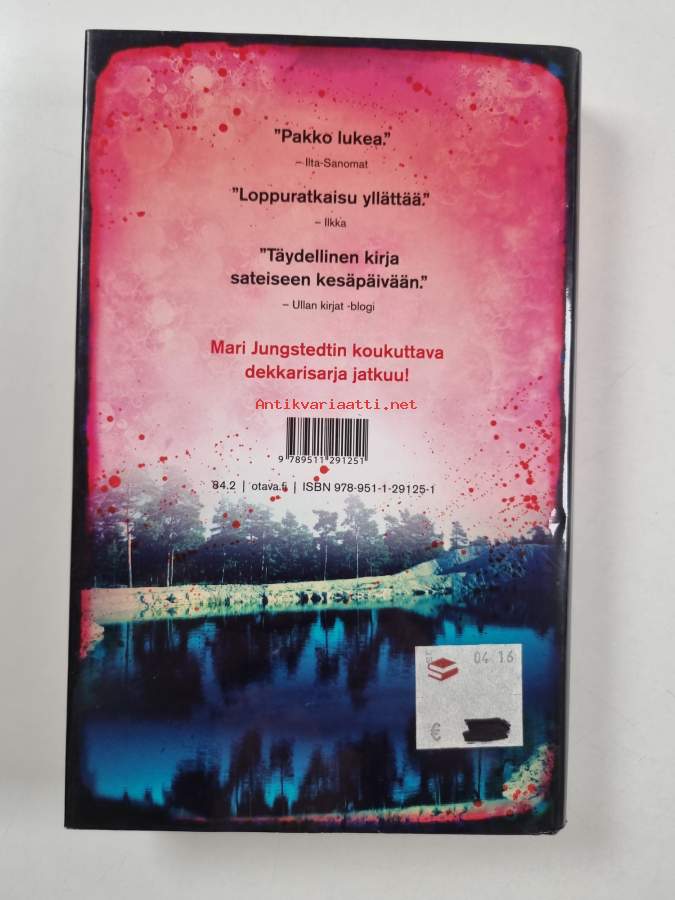 ”Pakko lukea.”
– Ilta-Sanomat
”Loppuratkaisu yllättää.”
– Ilkka
”Täydellinen kirja
sateiseen kesäpäivään.”
– Ullan kirjat -blogi
Mari Jungstedtin koukuttava
dekkarisarja jatkuu!
Antikvariaatti.net
9 789511 291251
84.2 | otava.fi | ISBN 978-951-1-29125-1
04 16
€